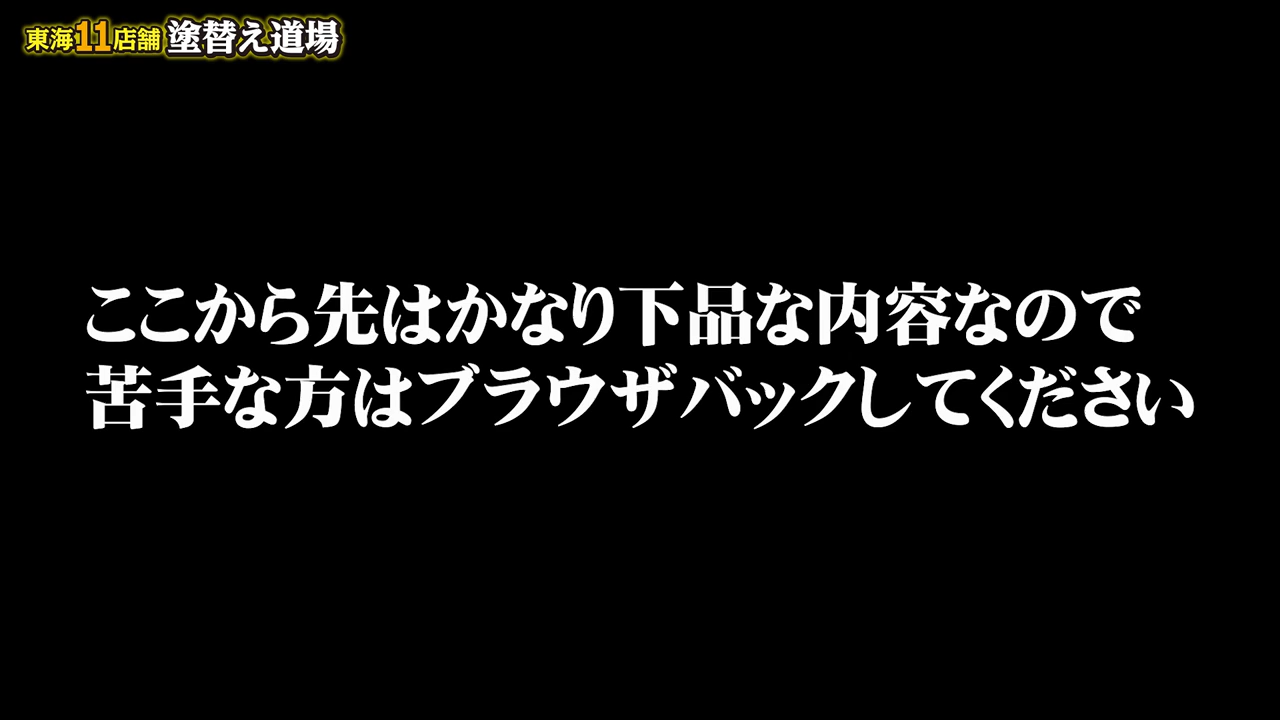 東海11店舗 塗替え道場
ここから先はかなり下品な内容なので
苦手な方はブラウザバックしてください